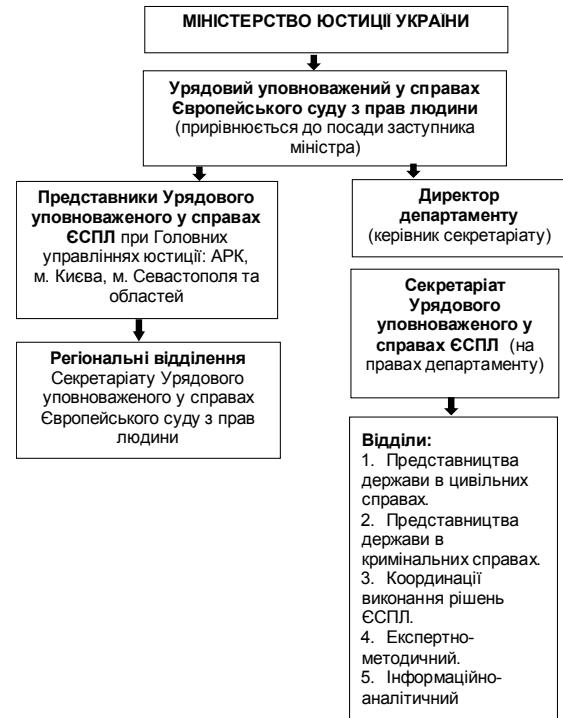 МІНІСТЕРСТВО ЮСТИЦІЇ УКРАЇНИ
Урядовий уповноважений у справах
Європейського суду з прав людини
(прирівнюється до посади заступника
міністра)
Представники Урядового
уповноваженого у справах
ЄСПЛ при Головних
управліннях юстиції: АРК,
м. Києва, м. Севастополя та
областей
Регіональні відділення
Секретаріату Урядового
уповноваженого у справах
Європейського суду з прав
людини
Директор
департаменту
(керівник секретаріату)
Секретаріат
Урядового
уповноваженого у
справах ЄСПЛ (на
правах департаменту)
Відділи:
1. Представництва
держави в цивільних
справах.
2. Представництва
держави в
кримінальних справах.
3. Координації
виконання рішень
ЄСПЛ.
4. Експертно-
методичний.
5. Інформаційно-
аналітичний